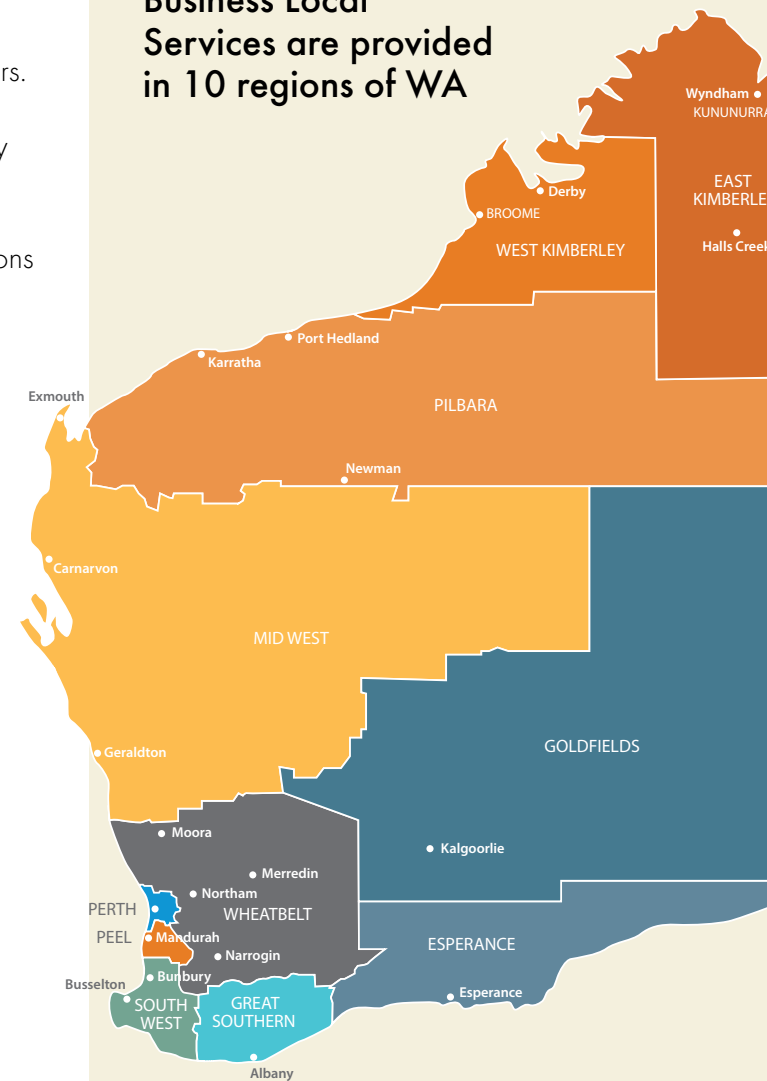 Business Local
Services are provided
in 10 regions of WA
rs.
y
ons
Wyndham
KUNUNURRA
EAST
KIMBERLE
Halls Creek
Derby
BROOME
WEST KIMBERLEY
Port Hedland
Karratha
Exmouth
PILBARA
Newman
Carnarvon
MID WEST
Geraldton
GOLDFIELDS
Kalgoorlie
Moora
Merredin
Northam
PERTH
WHEATBELT
PEEL
Mandurah
Narrogin
ESPERANCE
Bunbury
Busselton
Esperance
SOUTH
WEST
GREAT
SOUTHERN
Albany